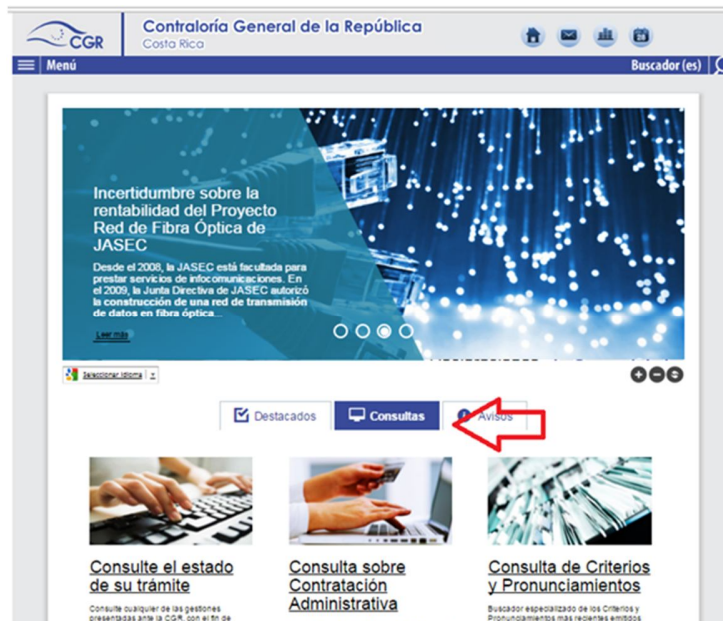 CGR
Contraloría General de la República
Costa Rica
Menú
Buscador (es)
Incertidumbre sobre la
rentabilidad del Proyecto
Red de Fibra Óptica de
JASEC
Desde el 2008, la JASEC está facultada para
prestar servicios de infocomunicaciones. En
el 2009, la Junta Directiva de JASEC autorizó
la construcción de una red de transmisión
de datos en fibra óptica...
Leer más
Seleccionar idioma
Destacados
Consultas
Avisos
Consulte el estado
de su trámite
Consulta sobre
Contratación
Administrativa
Consulta de Criterios
y Pronunciamientos
Consulte cualquier de las gestiones
presentadas ante la CGR, con el fin de
Buscador especializado de los Criterios y
Pronunciamientos más recientes emitidos